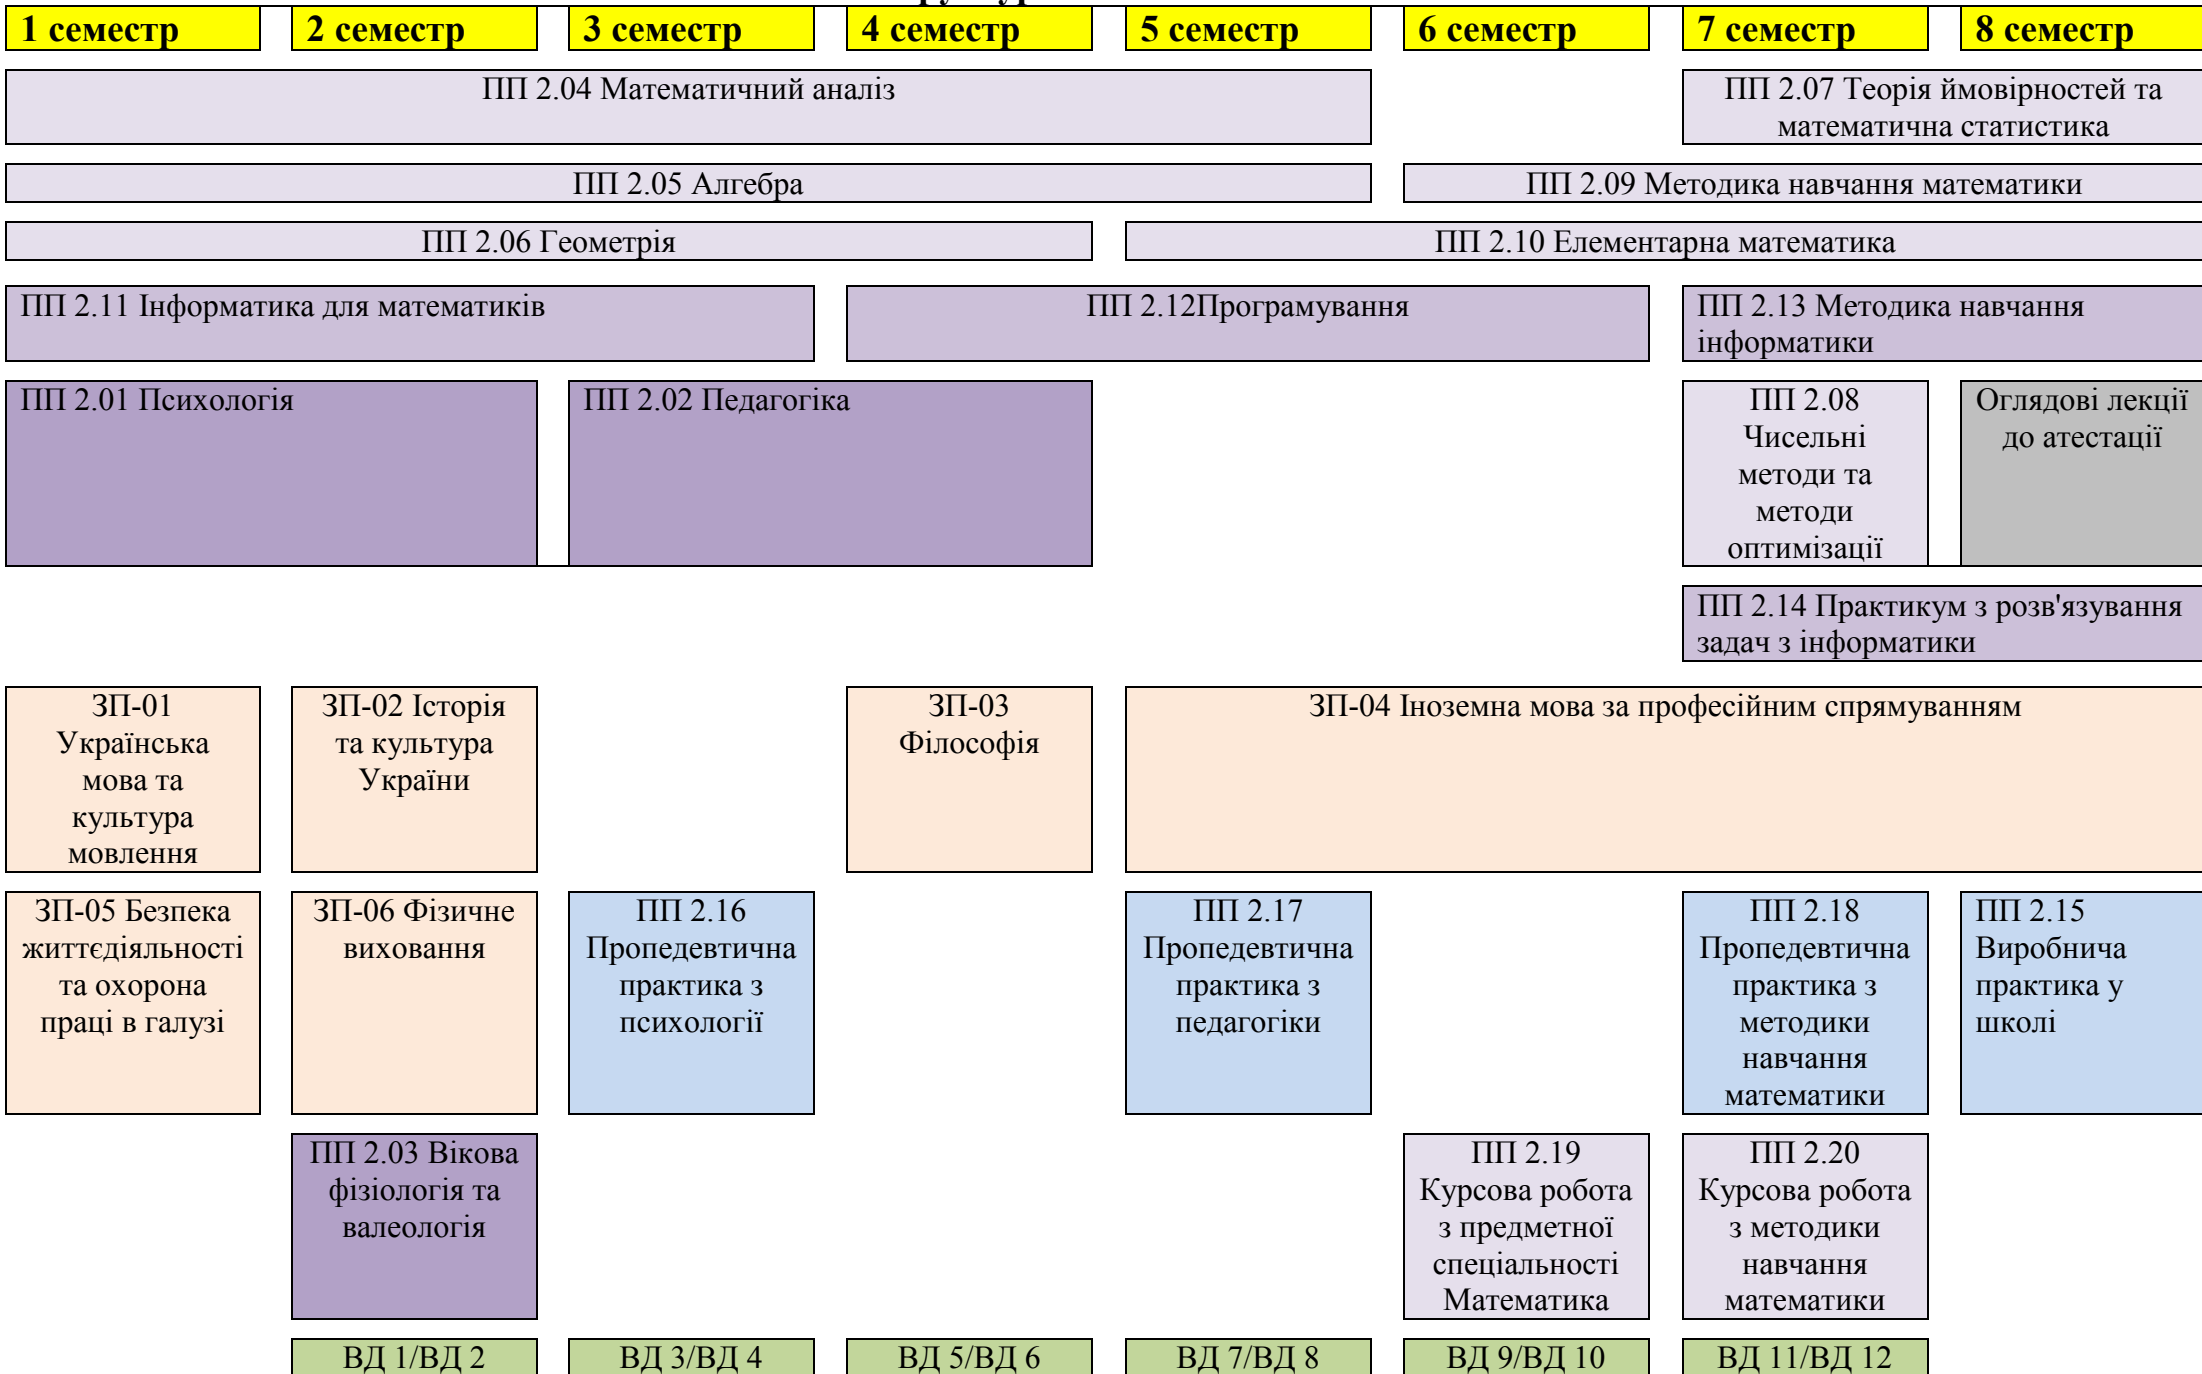 1 семестр
2 семестр
3 семестр
4 семестр
5 семестр
6 семестр
7 семестр
8 семестр
ПП 2.04 Математичний аналіз
ПП 2.07 Теорія ймовірностей та
математична статистика
ПП 2.05 Алгебра
ПП 2.09 Методика навчання математики
ПП 2.06 Геометрія
ПП 2.10 Елементарна математика
ПП 2.11 Інформатика для математиків
ПП 2.12Програмування
ПП 2.13 Методика навчання
інформатики
ПП 2.01 Психологія
ПП 2.02 Педагогіка
ПП 2.08
Чисельні
методи та
методи
оптимізації
Оглядові лекції
до атестації
ПП 2.14 Практикум з розв'язування
задач з інформатики
ЗП-01
Українська
мова та
культура
мовлення
ЗП-02 Історія
та культура
України
ЗП-03
Філософія
ЗП-04 Іноземна мова за професійним спрямуванням
ЗП-05 Безпека
життєдіяльності
та охорона
праці в галузі
ЗП-06 Фізичне
виховання
ПП 2.16
Пропедевтична
практика з
психології
ПП 2.17
Пропедевтична
практика з
педагогіки
ПП 2.18
Пропедевтична
практика з
методики
навчання
математики
ПП 2.15
Виробнича
практика у
школі
ПП 2.03 Вікова
фізіологія та
валеологія
ПП 2.19
Курсова робота
з предметної
спеціальності
Математика
ПП 2.20
Курсова робота
з методики
навчання
математики
ВД 1/ВД 2
ВД 3/ВД 4
ВД 5/ВД 6
ВД 7/ВД 8
ВД 9/ВД 10
ВД 11/ВД 12